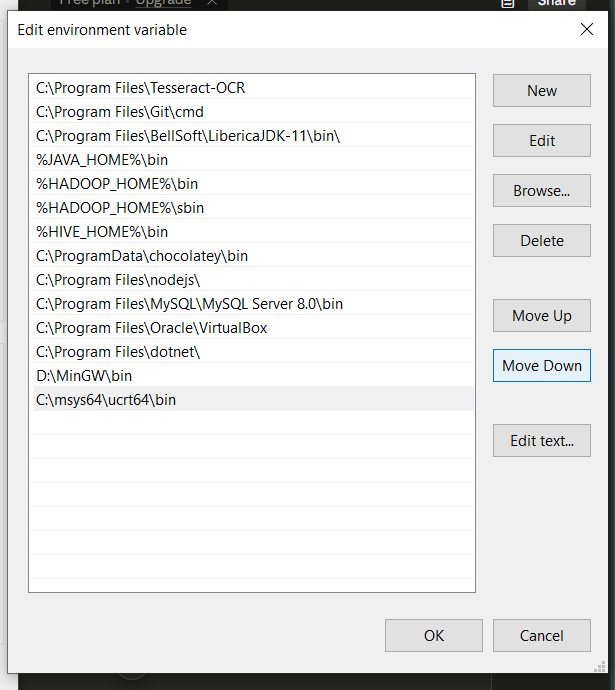 Free plan · Upgrade
Share
Edit environment variable
C:\Program Files\Tesseract-OCR
C:\Program Files\Git\cmd
C:\Program Files\BellSoft\LibericaJDK-11\bin\
%JAVA_HOME%\bin
%HADOOP_HOME%\bin
%HADOOP_HOME%\sbin
%HIVE_HOME%\bin
C:\ProgramData\chocolatey\bin
C:\Program Files\nodejs\
C:\Program Files\MySQL\MySQL Server 8.0\bin
C:\Program Files\Oracle\VirtualBox
C:\Program Files\dotnet\
D:\MinGW\bin
C:\msys64\ucrt64\bin
New
Edit
Browse...
Delete
Move Up
Move Down
Edit text...
OK
Cancel